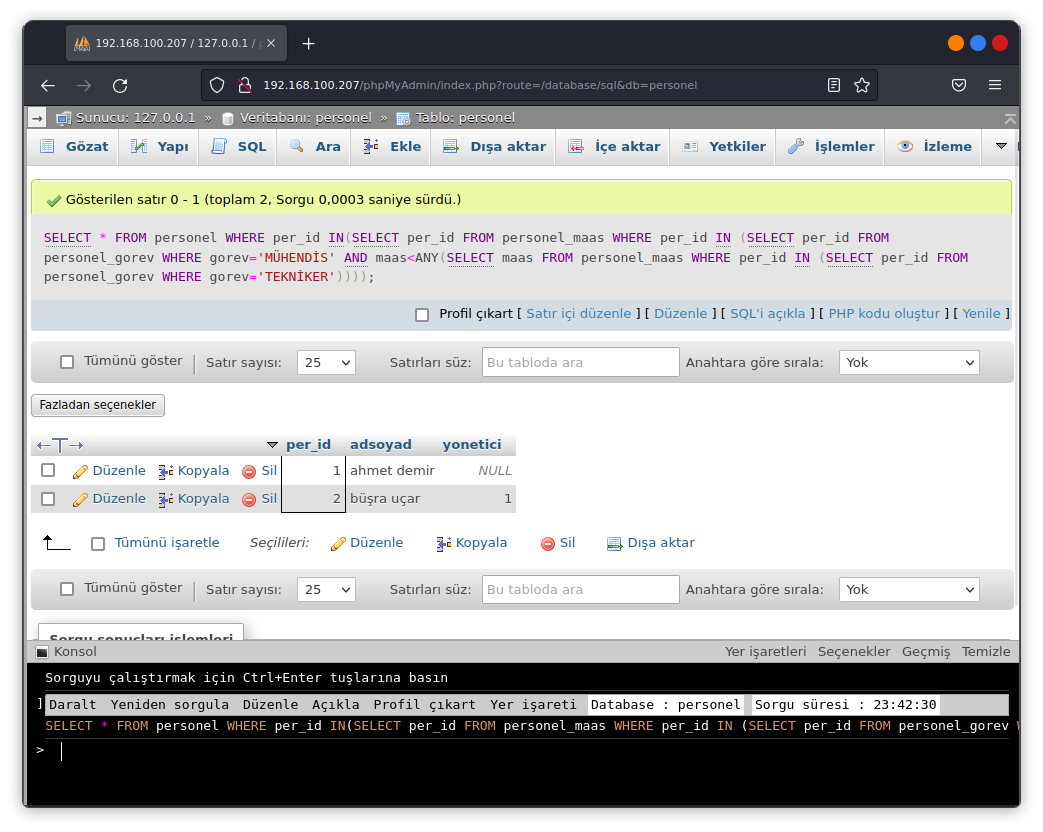 192.168.100.207 / 127.0.0.1 / p
192.168.100.207/phpMyAdmin/index.php?route=/database/sql&db=personel
Sunucu: 127.0.0.1 » Veritabanı: personel » Tablo: personel
Gözat Yapı SQL Ara Ekle Dışa aktar İçe aktar Yetkiler İşlemler İzleme
Gösterilen satır 0 - 1 (toplam 2, Sorgu 0,0003 saniye sürdü.)
SELECT * FROM personel WHERE per_id IN(SELECT per_id FROM personel_maas WHERE per_id IN (SELECT per_id FROM
personel_gorev WHERE gorev='MÜHENDİS' AND maas<ANY(SELECT maas FROM personel_maas WHERE per_id IN (SELECT per_id FROM
personel_gorev WHERE gorev='TEKNİKER'))));
Profil çıkart [ Satır içi düzenle ] [ Düzenle ] [ SQL'i açıkla ] [ PHP kodu oluştur ] [ Yenile ]
Tümünü göster Satır sayısı: 25 Satırları süz: Bu tabloda ara Anahtara göre sırala: Yok
Fazladan seçenekler
←T→ per_id adsoyad yonetici
Düzenle Kopyala Sil 1 ahmet demir NULL
Düzenle Kopyala Sil 2 büşra uçar 1
Tümünü işaretle Seçilileri: Düzenle Kopyala Sil Dışa aktar
Tümünü göster Satır sayısı: 25 Satırları süz: Bu tabloda ara Anahtara göre sırala: Yok
Sorgu sonuçları işlemleri
Konsol Yer işaretleri Seçenekler Geçmiş Temizle
Sorguyu çalıştırmak için Ctrl+Enter tuşlarına basın
]Daralt Yeniden sorgula Düzenle Açıkla Profil çıkart Yer işareti Database : personel Sorgu süresi : 23:42:30
SELECT * FROM personel WHERE per_id IN(SELECT per_id FROM personel_maas WHERE per_id IN (SELECT per_id FROM personel_gorev W
>